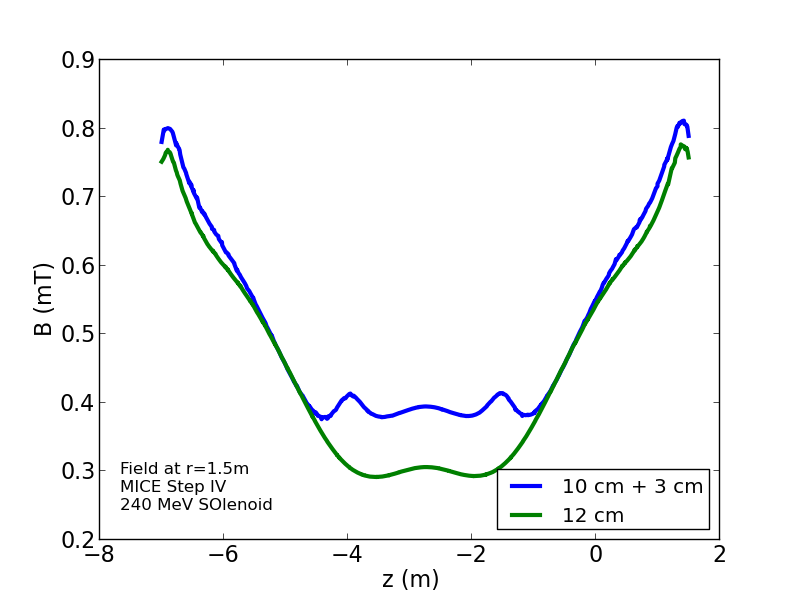 0.9
0.8
0.7
0.6
0.5
0.4
0.3
0.2
B (mT)
Field at r=1.5m
MICE Step IV
240 MeV SOlenoid
10 cm + 3 cm
12 cm
−8 −6 −4 −2 0 2
z (m)